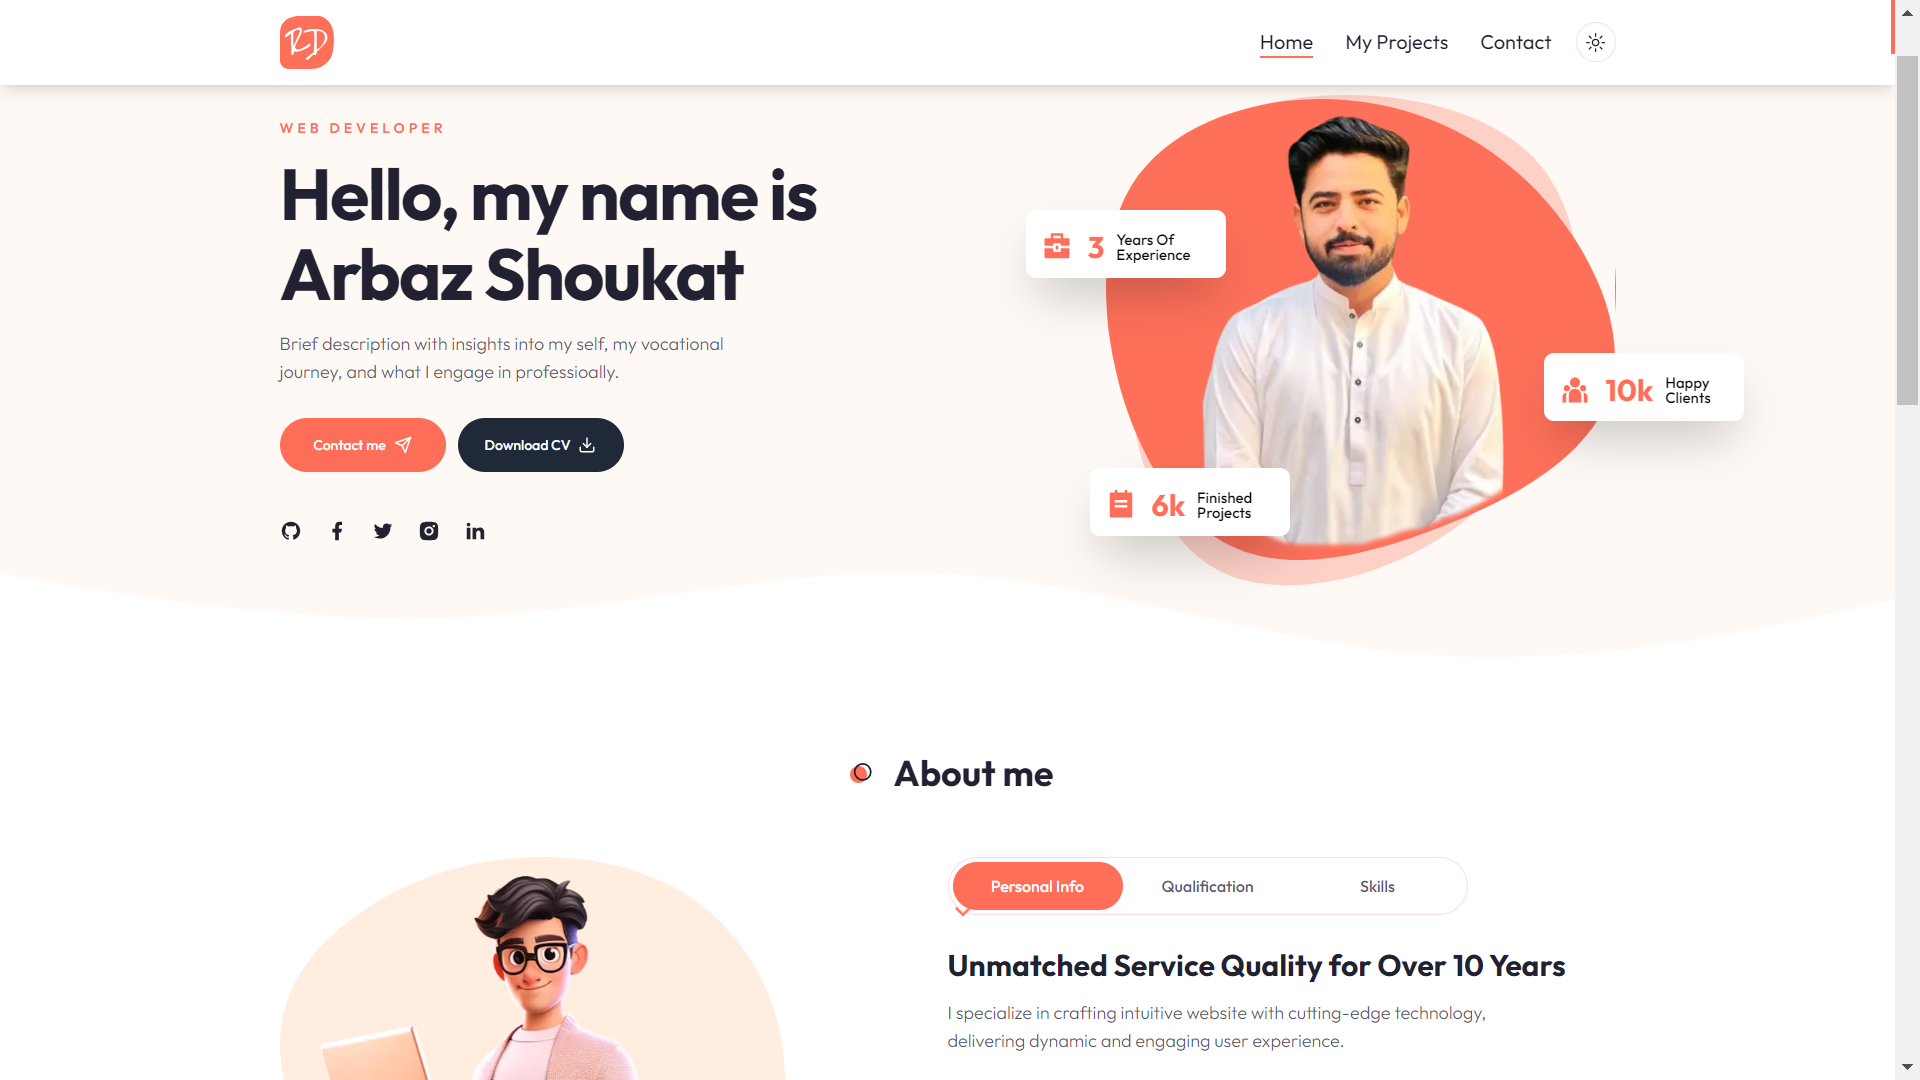 RD
Home
My Projects
Contact
WEB DEVELOPER
Hello, my name is
Arbaz Shoukat
Brief description with insights into my self, my vocational
journey, and what I engage in professioally.
Contact me
Download CV
3 Years Of
Experience
10k Happy
Clients
6k Finished
Projects
About me
Personal Info
Qualification
Skills
Unmatched Service Quality for Over 10 Years
I specialize in crafting intuitive website with cutting-edge technology,
delivering dynamic and engaging user experience.